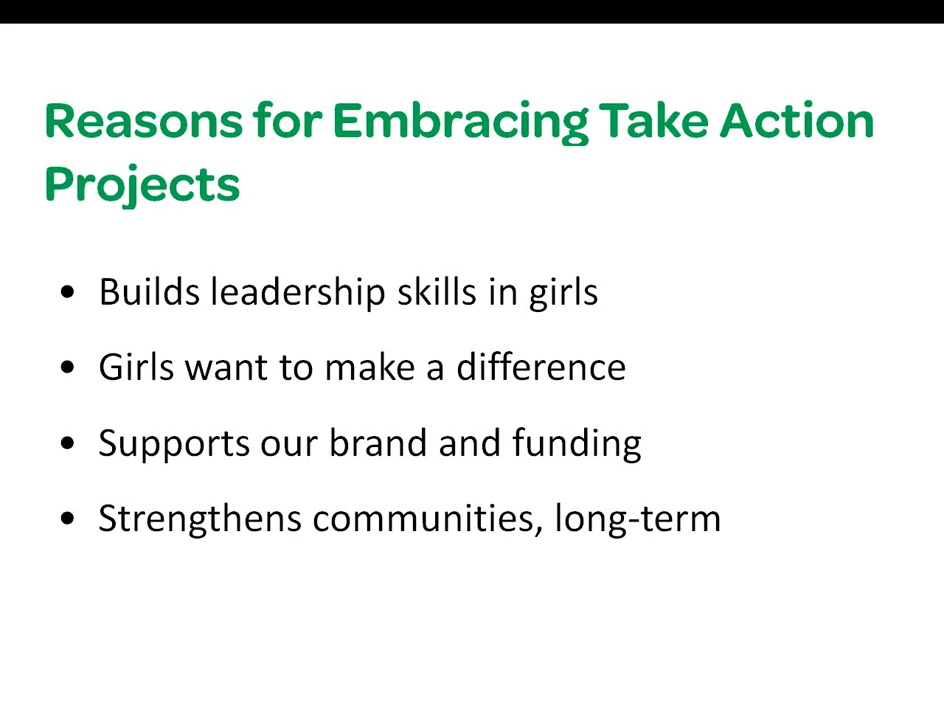 Reasons for Embracing Take Action
Projects
• Builds leadership skills in girls
• Girls want to make a difference
• Supports our brand and funding
• Strengthens communities, long-term